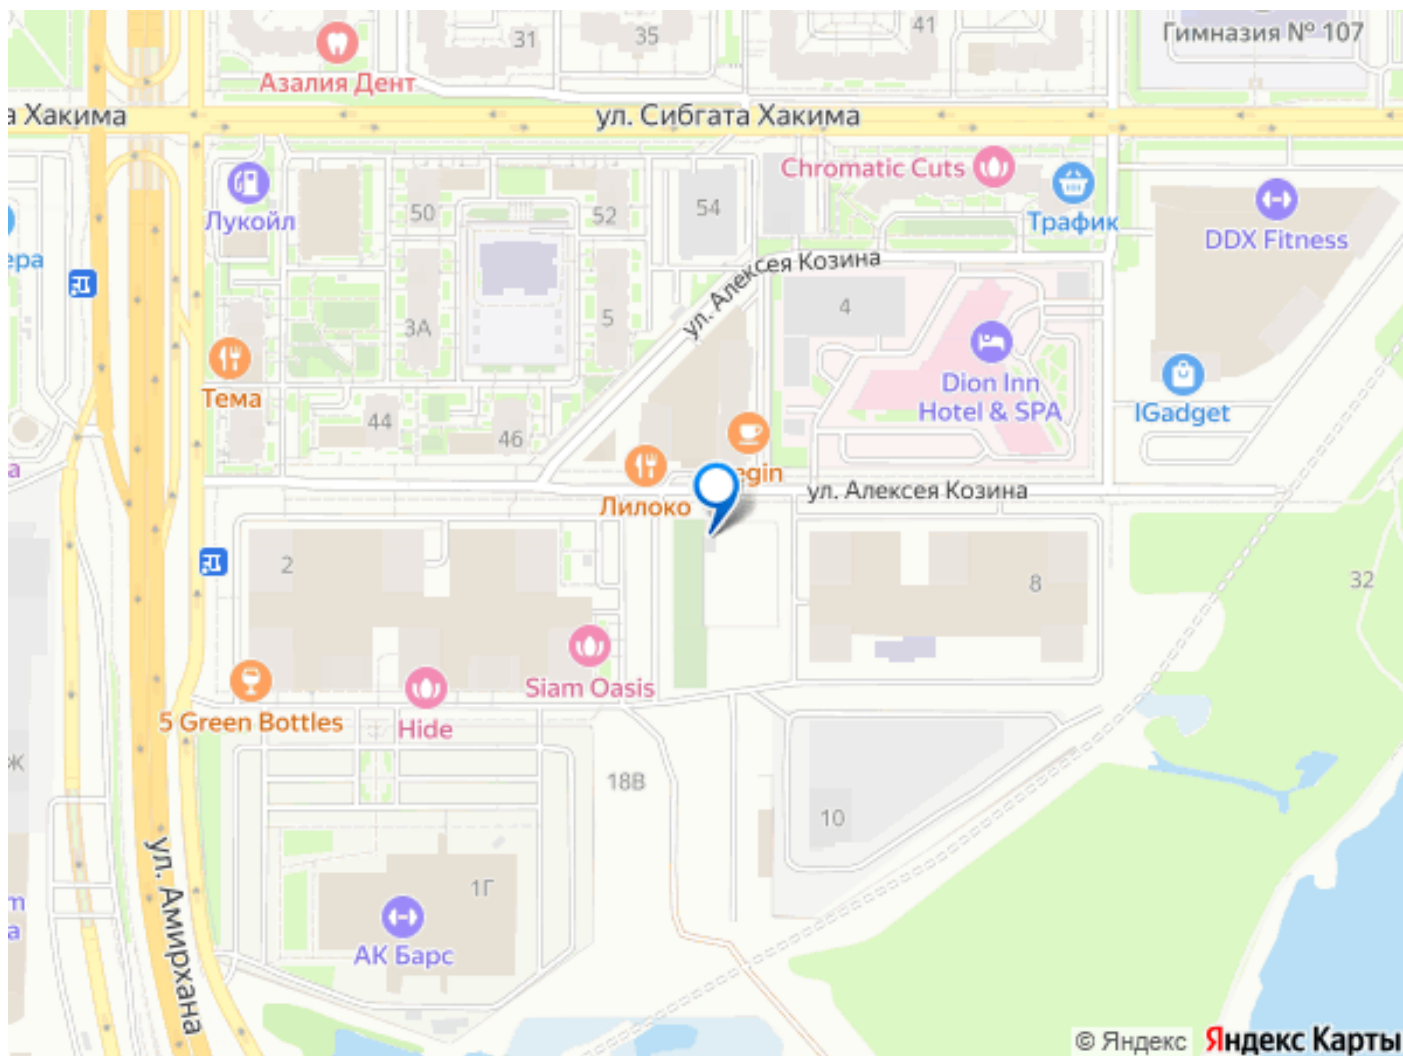 Гимназия № 107
31
35
41
Азалия Дент
а Хакима
ул. Сибгата Хакима
Chromatic Cuts
Лукойл
50
52
54
Трафик
DDX Fitness
ера
ул. Алексея Козина
3А
5
4
Тема
Dion Inn
Hotel & SPA
IGadget
44
46
а
egin
Лилоко
ул. Алексея Козина
2
8
32
Siam Oasis
5 Green Bottles
Hide
Ж
18В
10
ул. Амирхана
1Г
m
а
АК Барс
© Яндекс Яндекс Карты